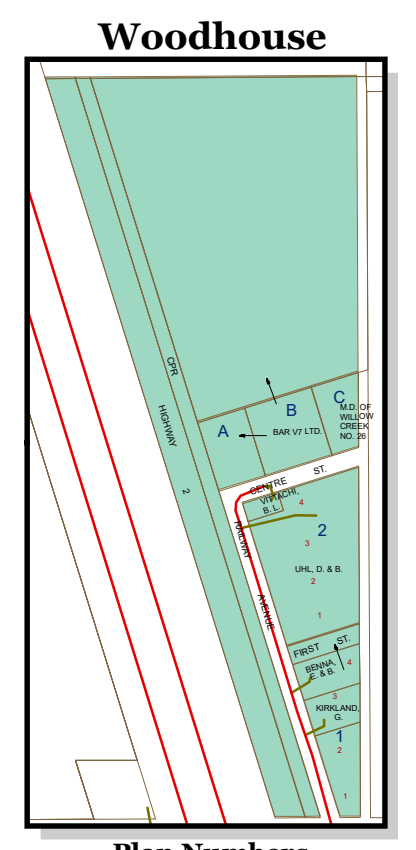 Woodhouse
CPR
HIGHWAY
2
A
B
C
M.D. OF
WILLOW
CREEK
NO. 26
BAR V7 LTD.
CENTRE ST.
VITTACHI,
B. L.
4
RAILWAY AVENUE
2
3
UHL, D. & B.
2
1
FIRST ST.
BENNA,
E. & B.
4
3
KIRKLAND,
G.
1
2
1
Plan Numbers